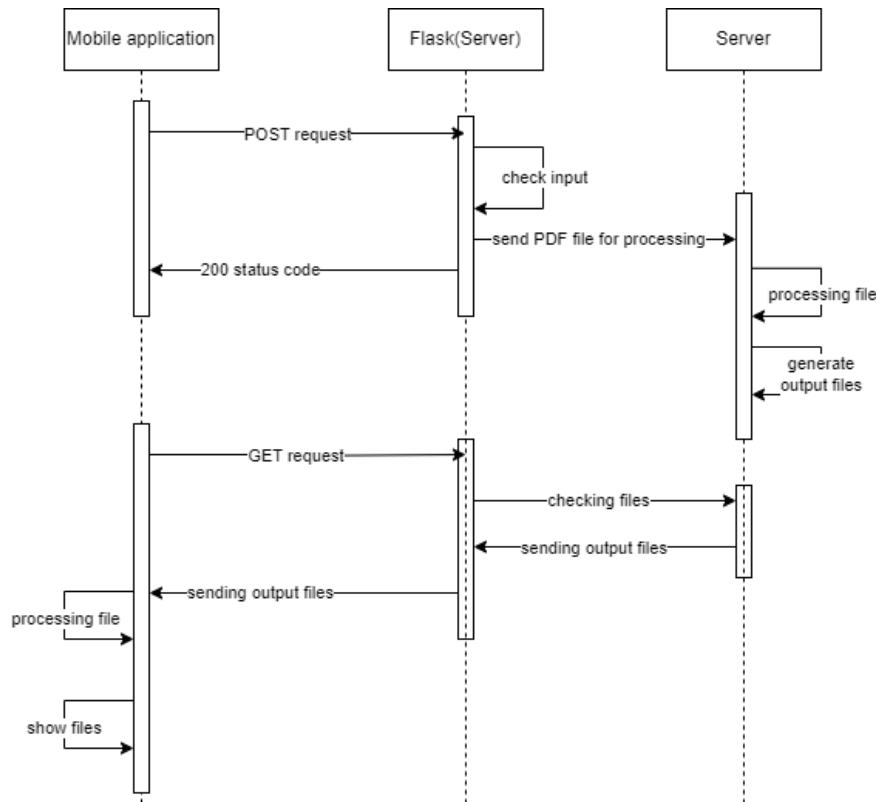 Mobile application
Flask(Server)
Server
POST request
check input
send PDF file for processing
200 status code
processing file
generate
output files
GET request
checking files
sending output files
sending output files
processing file
show files